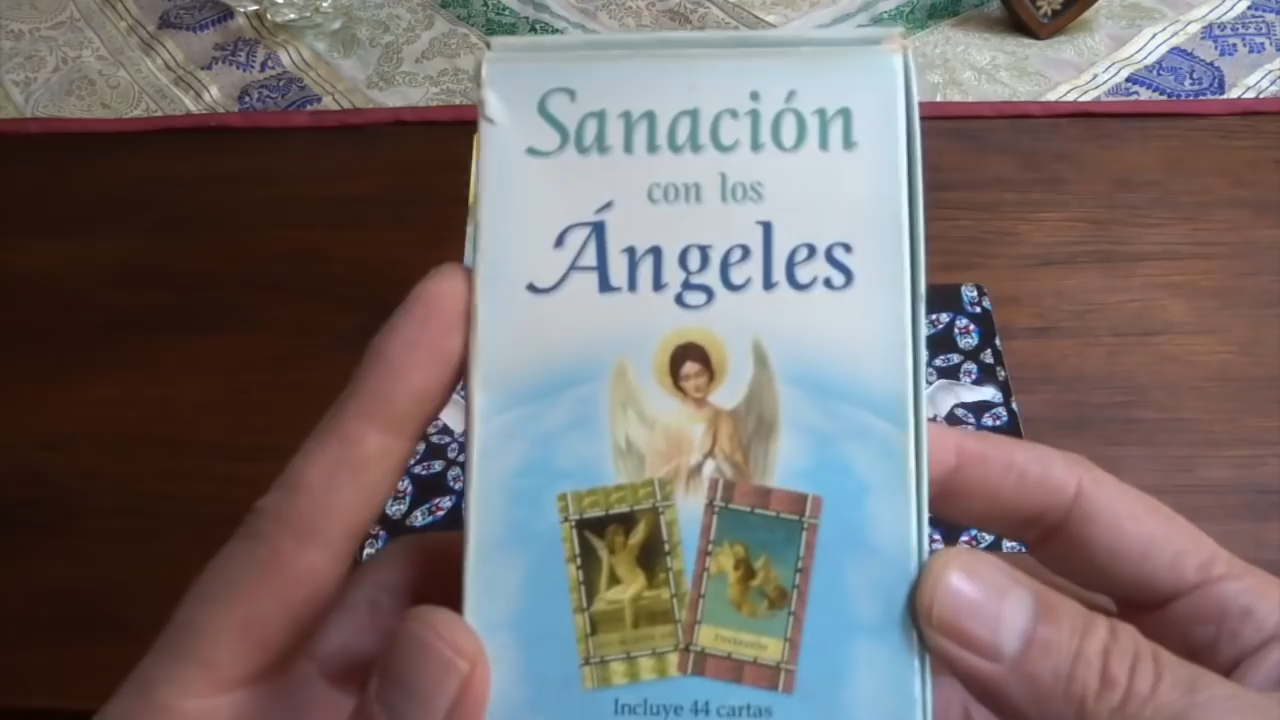 Sanación
con los
Ángeles
Incluye 44 cartas